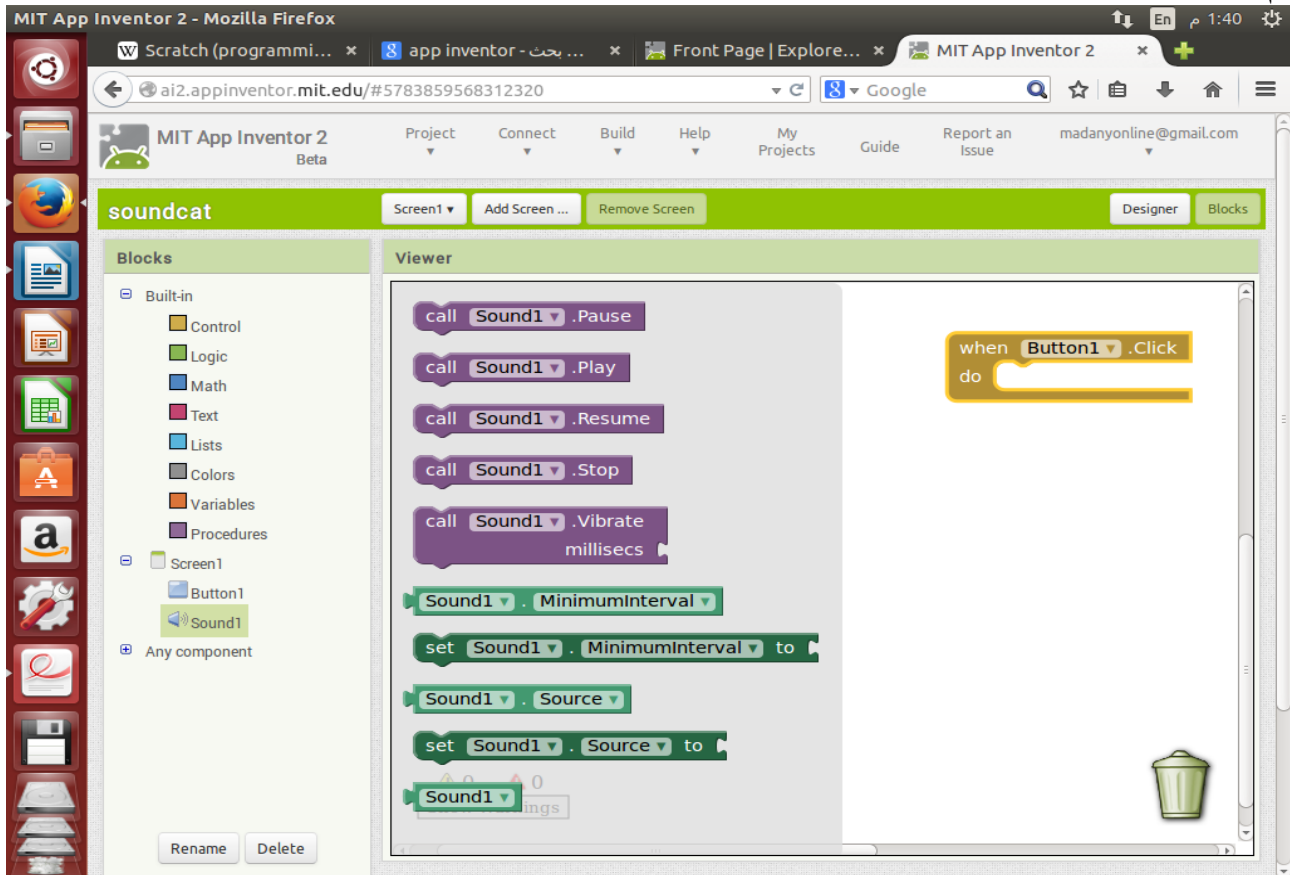 MIT App Inventor 2 - Mozilla Firefox
En
1:40 م
Scratch (programmi... ×
app inventor - بحث ... ×
Front Page | Explore... ×
MIT App Inventor 2 ×
ai2.appinventor.mit.edu/#5783859568312320
Google
MIT App Inventor 2
Beta
Project
Connect
Build
Help
My Projects
Guide
Report an Issue
madanyonline@gmail.com
soundcat
Screen1
Add Screen ...
Remove Screen
Designer
Blocks
Blocks
Built-in
Control
Logic
Math
Text
Lists
Colors
Variables
Procedures
Screen1
Button1
Sound1
Any component
Rename
Delete
Viewer
call Sound1 .Pause
call Sound1 .Play
call Sound1 .Resume
call Sound1 .Stop
call Sound1 .Vibrate
millisecs
Sound1 . MinimumInterval
set Sound1 . MinimumInterval to
Sound1 . Source
set Sound1 . Source to
0 0
Sound1
when Button1 .Click
do